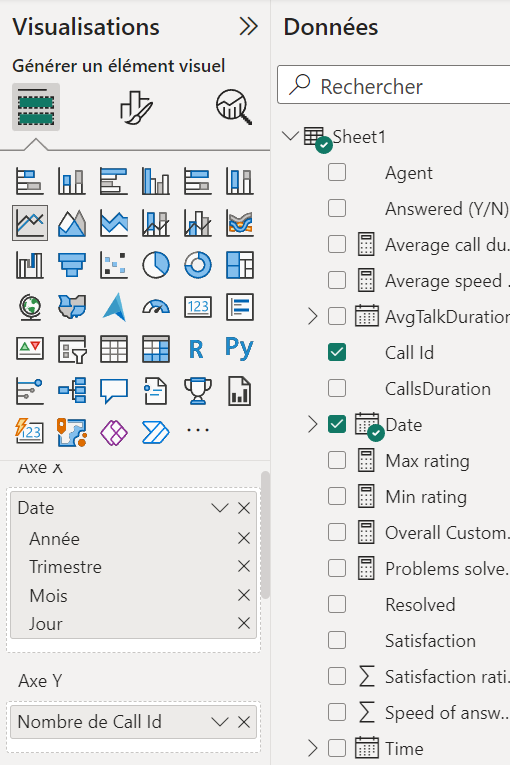 Visualisations
Générer un élément visuel
123
R
Py
123
Axe X
Date
Année
Trimestre
Mois
Jour
Axe Y
Nombre de Call Id
Données
Rechercher
Sheet1
Agent
Answered (Y/N)
Average call du...
Average speed ...
AvgTalkDuration
Call Id
CallsDuration
Date
Max rating
Min rating
Overall Custom...
Problems solve...
Resolved
Satisfaction
Satisfaction rati...
Speed of answ...
Time